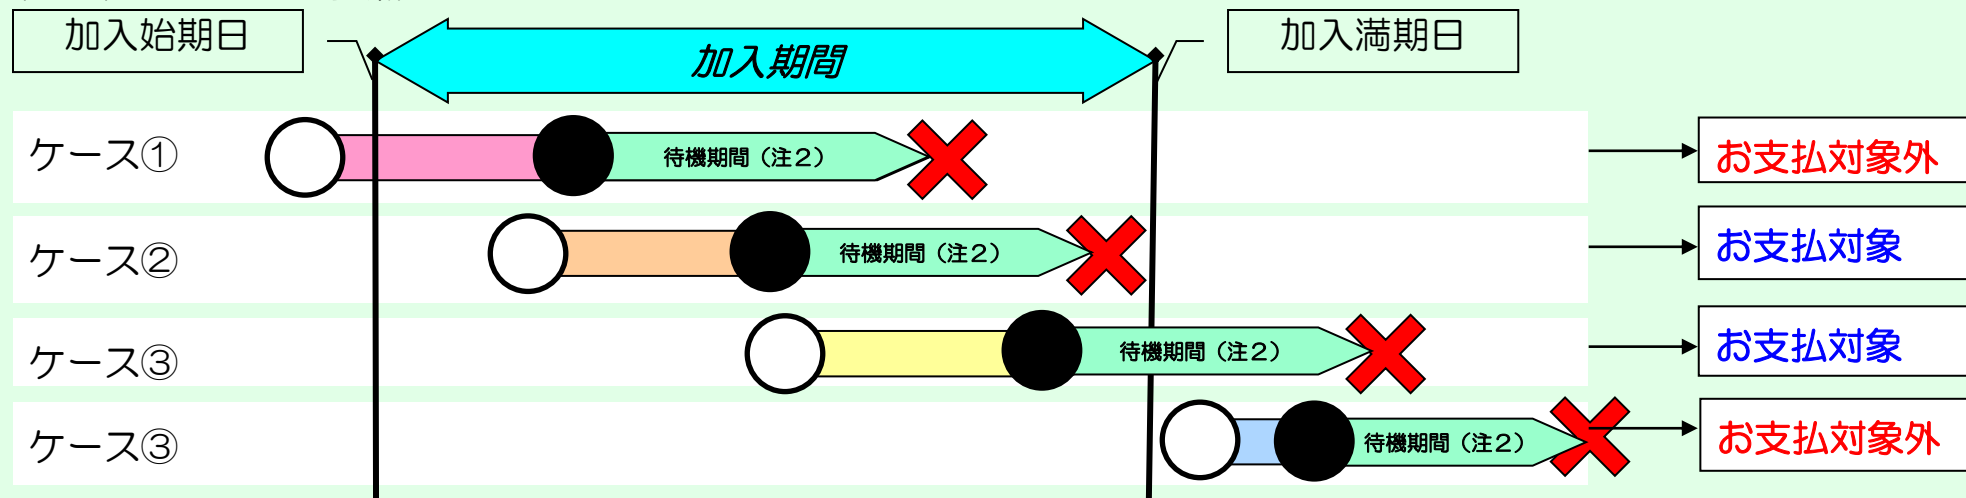 加入始期日
加入期間
加入満期日
ケース①
待機期間(注2)
お支払対象外
ケース②
待機期間(注2)
お支払対象
ケース③
待機期間(注2)
お支払対象
ケース③
待機期間(注2)
お支払対象外